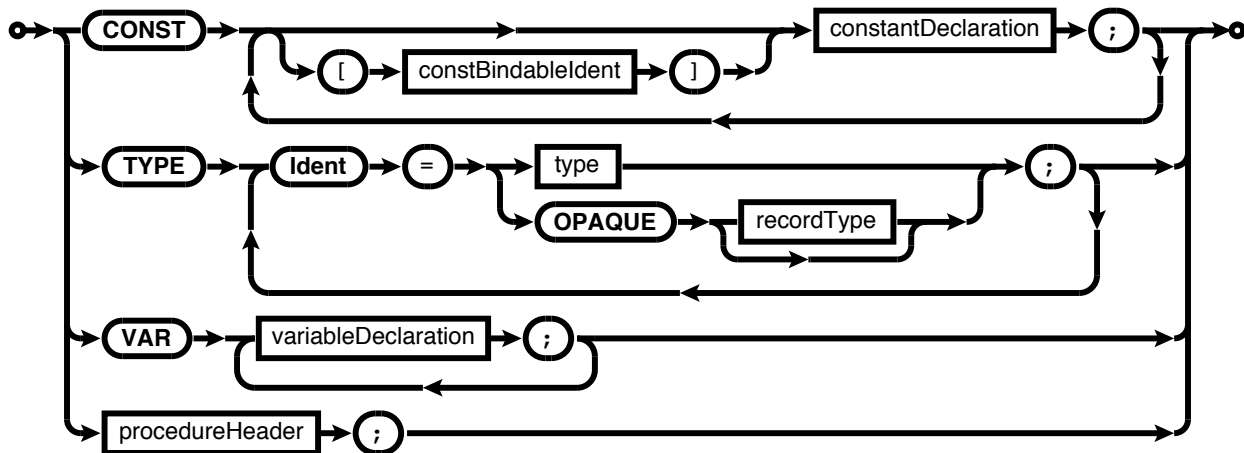 CONST constantDeclaration ;
[ constBindableIdent ]
TYPE Ident = type ;
OPAQUE recordType
VAR variableDeclaration ;
procedureHeader ;